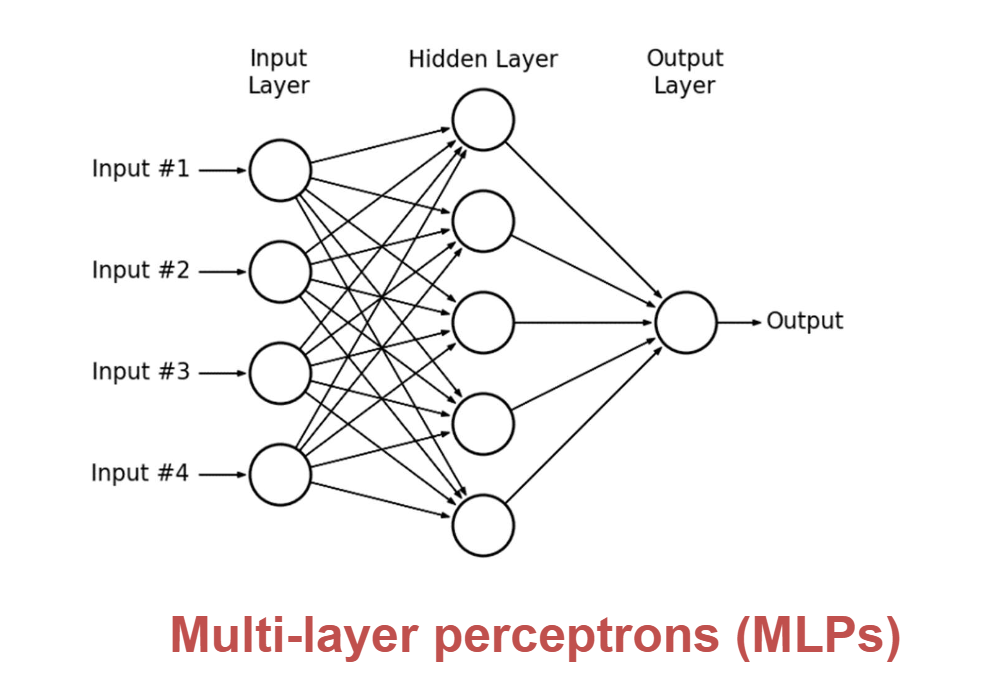 Input
Layer
Hidden Layer
Output
Layer
Input #1
Input #2
Input #3
Input #4
Output
Multi-layer perceptrons (MLPs)